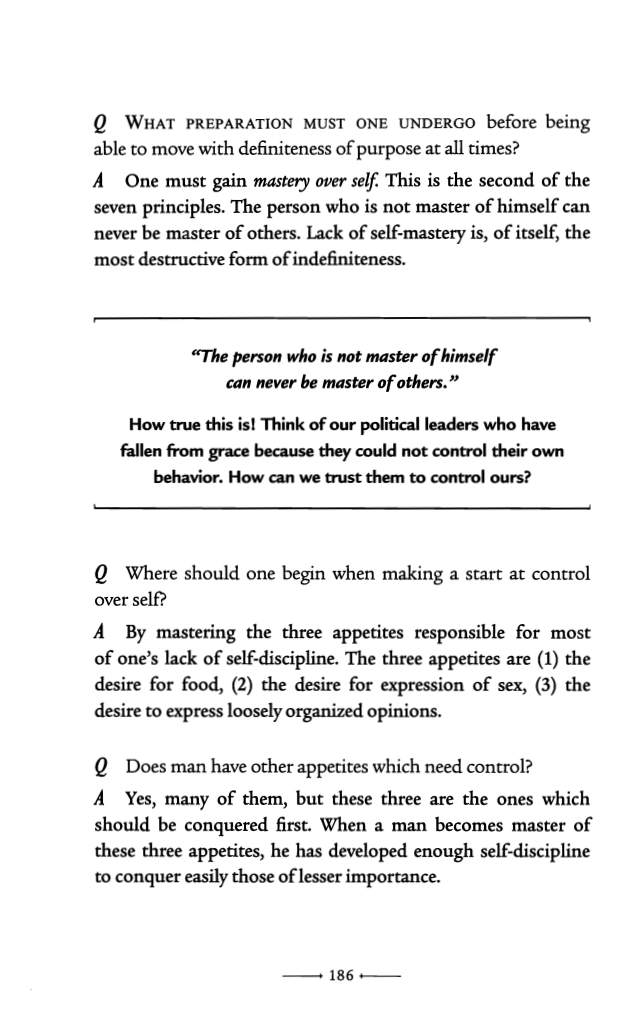 Q WHAT PREPARATION MUST ONE UNDERGO before being
able to move with definiteness of purpose at all times?
A One must gain mastery over self. This is the second of the
seven principles. The person who is not master of himself can
never be master of others. Lack of self-mastery is, of itself, the
most destructive form of indefiniteness.
“The person who is not master of himself
can never be master of others.”
How true this is! Think of our political leaders who have
fallen from grace because they could not control their own
behavior. How can we trust them to control ours?
Q Where should one begin when making a start at control
over self?
A By mastering the three appetites responsible for most
of one’s lack of self-discipline. The three appetites are (1) the
desire for food, (2) the desire for expression of sex, (3) the
desire to express loosely organized opinions.
Q Does man have other appetites which need control?
A Yes, many of them, but these three are the ones which
should be conquered first. When a man becomes master of
these three appetites, he has developed enough self-discipline
to conquer easily those of lesser importance.
186